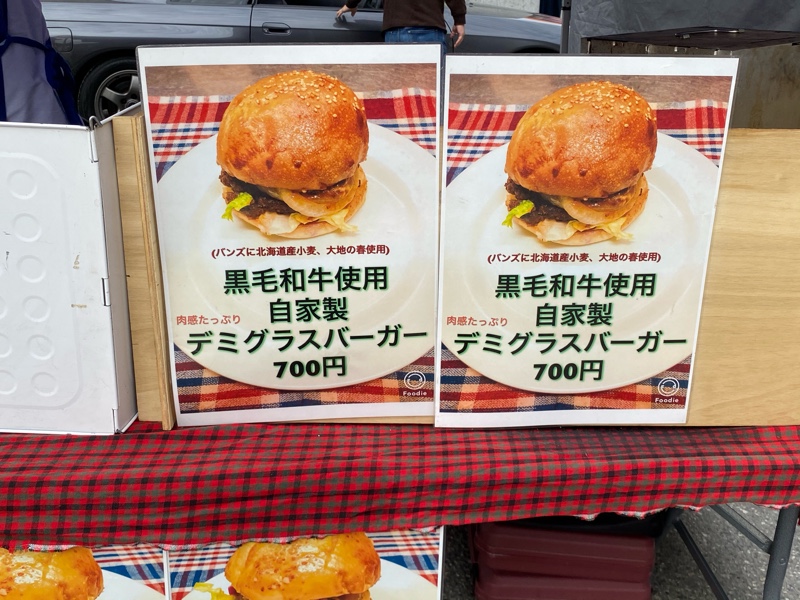 (バンズに北海道産小麦、大地の春使用)
黒毛和牛使用
自家製
肉感たっぷり
デミグラスバーガー
700円
Foodie
(バンズに北海道産小麦、大地の春使用)
黒毛和牛使用
自家製
肉感たっぷり
デミグラスバーガー
700円
Foodie